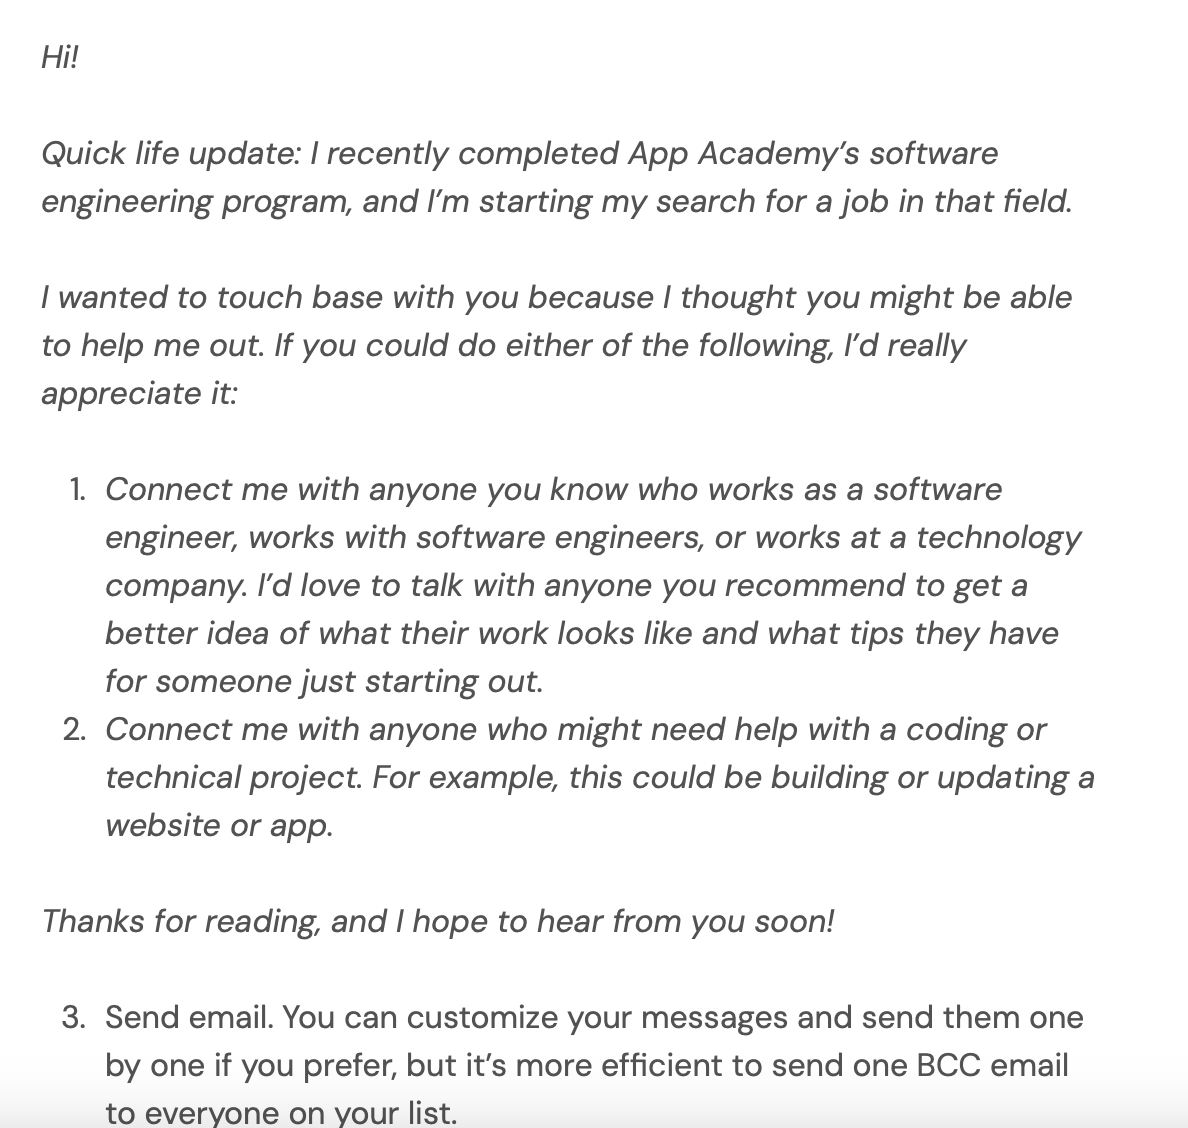 Hi!
Quick life update: I recently completed App Academy’s software
engineering program, and I’m starting my search for a job in that field.
I wanted to touch base with you because I thought you might be able
to help me out. If you could do either of the following, I’d really
appreciate it:
1. Connect me with anyone you know who works as a software
engineer, works with software engineers, or works at a technology
company. I’d love to talk with anyone you recommend to get a
better idea of what their work looks like and what tips they have
for someone just starting out.
2. Connect me with anyone who might need help with a coding or
technical project. For example, this could be building or updating a
website or app.
Thanks for reading, and I hope to hear from you soon!
3. Send email. You can customize your messages and send them one
by one if you prefer, but it’s more efficient to send one BCC email
to everyone on your list.